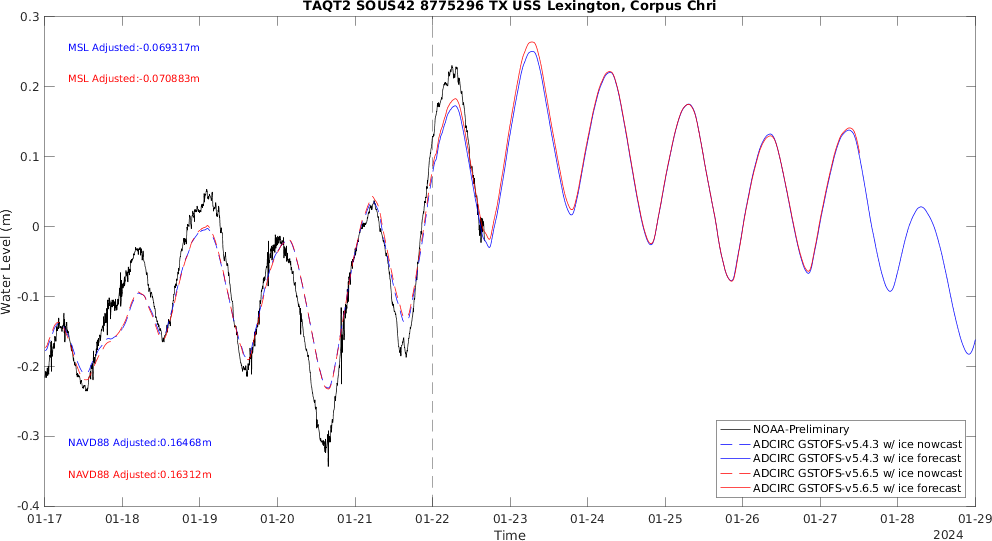 TAQT2 SOUS42 8775296 TX USS Lexington, Corpus Chri
MSL Adjusted:-0.069317m
MSL Adjusted:-0.070883m
0.3
0.2
0.1
0
-0.1
-0.2
-0.3
-0.4
Water Level (m)
NAVD88 Adjusted:0.16468m
NAVD88 Adjusted:0.16312m
NOAA-Preliminary
ADCIRC GSTOFS-v5.4.3 w/ ice nowcast
ADCIRC GSTOFS-v5.4.3 w/ ice forecast
ADCIRC GSTOFS-v5.6.5 w/ ice nowcast
ADCIRC GSTOFS-v5.6.5 w/ ice forecast
01-17 01-18 01-19 01-20 01-21 01-22 01-23 01-24 01-25 01-26 01-27 01-28 01-29
Time
2024